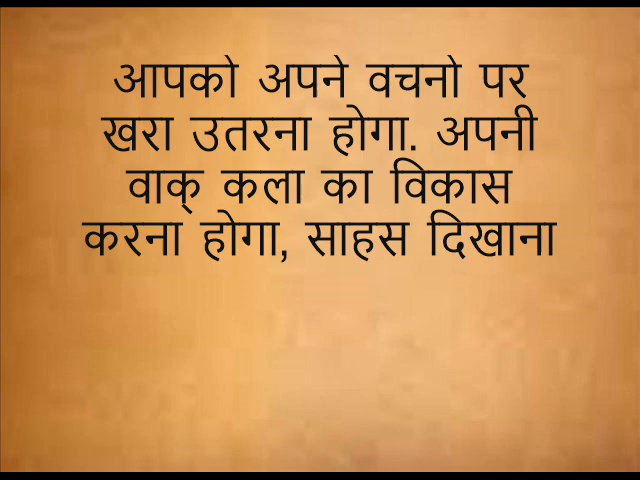 आपको अपने वचनो पर
खरा उतरना होगा. अपनी
वाक् कला का विकास
करना होगा, साहस दिखाना